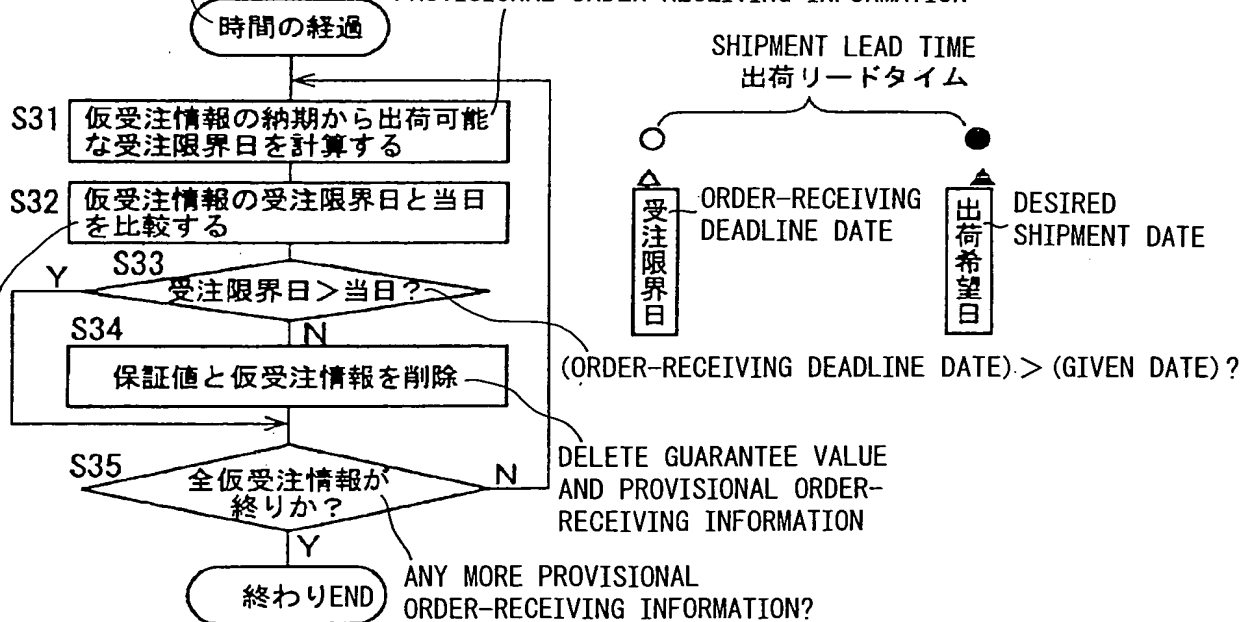 PROVISIONAL ORDER-RECEIVING INFORMATION
時間の経過
SHIPMENT LEAD TIME
出荷リードタイム
S31
仮受注情報の納期から出荷可能
な受注限界日を計算する
S32
仮受注情報の受注限界日と当日
を比較する
受注限界日
ORDER-RECEIVING
DEADLINE DATE
出荷希望日
DESIRED
SHIPMENT DATE
S33
Y
受注限界日>当日?
N
(ORDER-RECEIVING DEADLINE DATE) > (GIVEN DATE)?
S34
保証値と仮受注情報を削除
DELETE GUARANTEE VALUE
AND PROVISIONAL ORDER-
RECEIVING INFORMATION
S35
全仮受注情報が
終りか?
N
Y
終わりEND
ANY MORE PROVISIONAL
ORDER-RECEIVING INFORMATION?